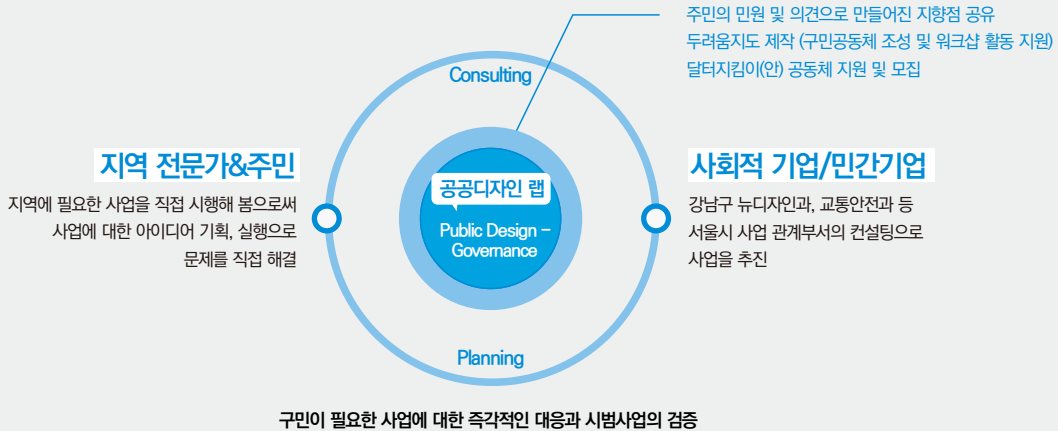 주민의 민원 및 의견으로 만들어진 지향점 공유
두려움지도 제작 (구민공동체 조성 및 워크샵 활동 지원)
달터지킴이(안) 공동체 지원 및 모집
Consulting
지역 전문가&주민
지역에 필요한 사업을 직접 시행해 봄으로써
사업에 대한 아이디어 기획, 실행으로
문제를 직접 해결
공공디자인 랩
Public Design –
Governance
사회적 기업/민간기업
강남구 뉴디자인과, 교통안전과 등
서울시 사업 관계부서의 컨설팅으로
사업을 추진
Planning
구민이 필요한 사업에 대한 즉각적인 대응과 시범사업의 검증